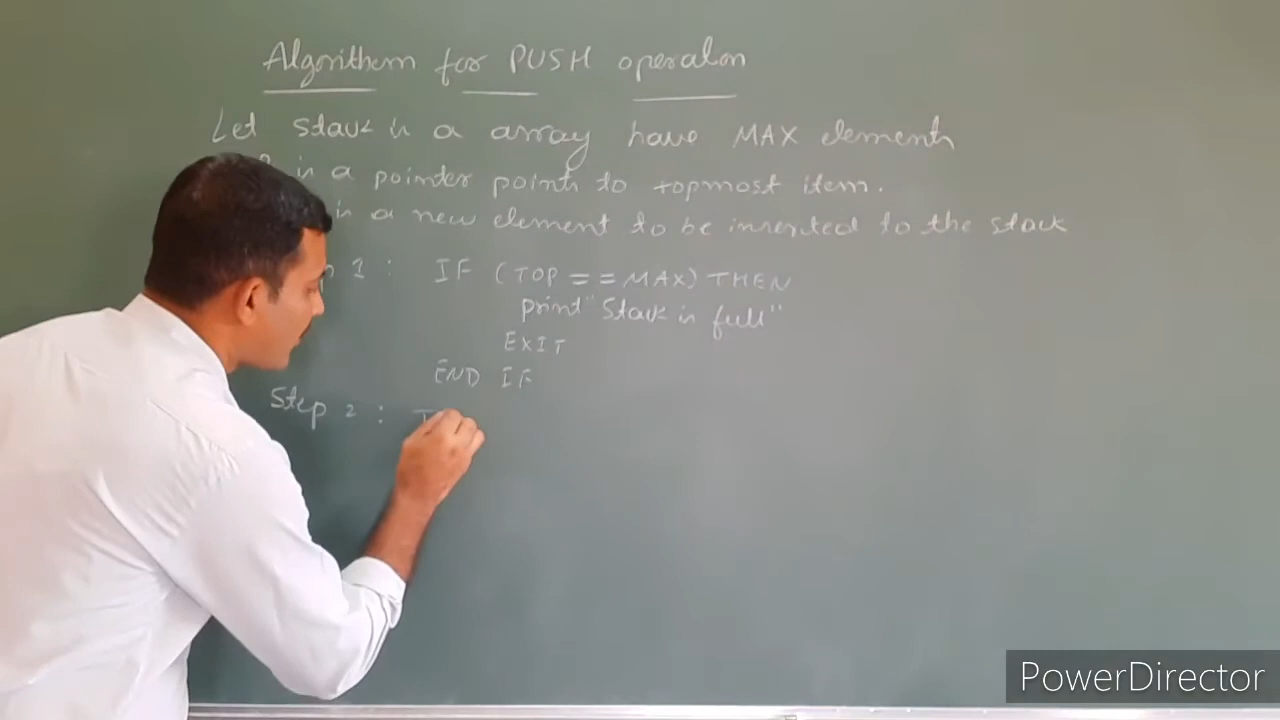 Algorithm for PUSH operaton
Let stack is a array have MAX elements
is a pointer points to topmost item.
is a new element to be inserted to the stack
1 : IF (TOP == MAX) THEN
print "Stack is full"
EXIT
END IF
Step 2 : T
PowerDirector